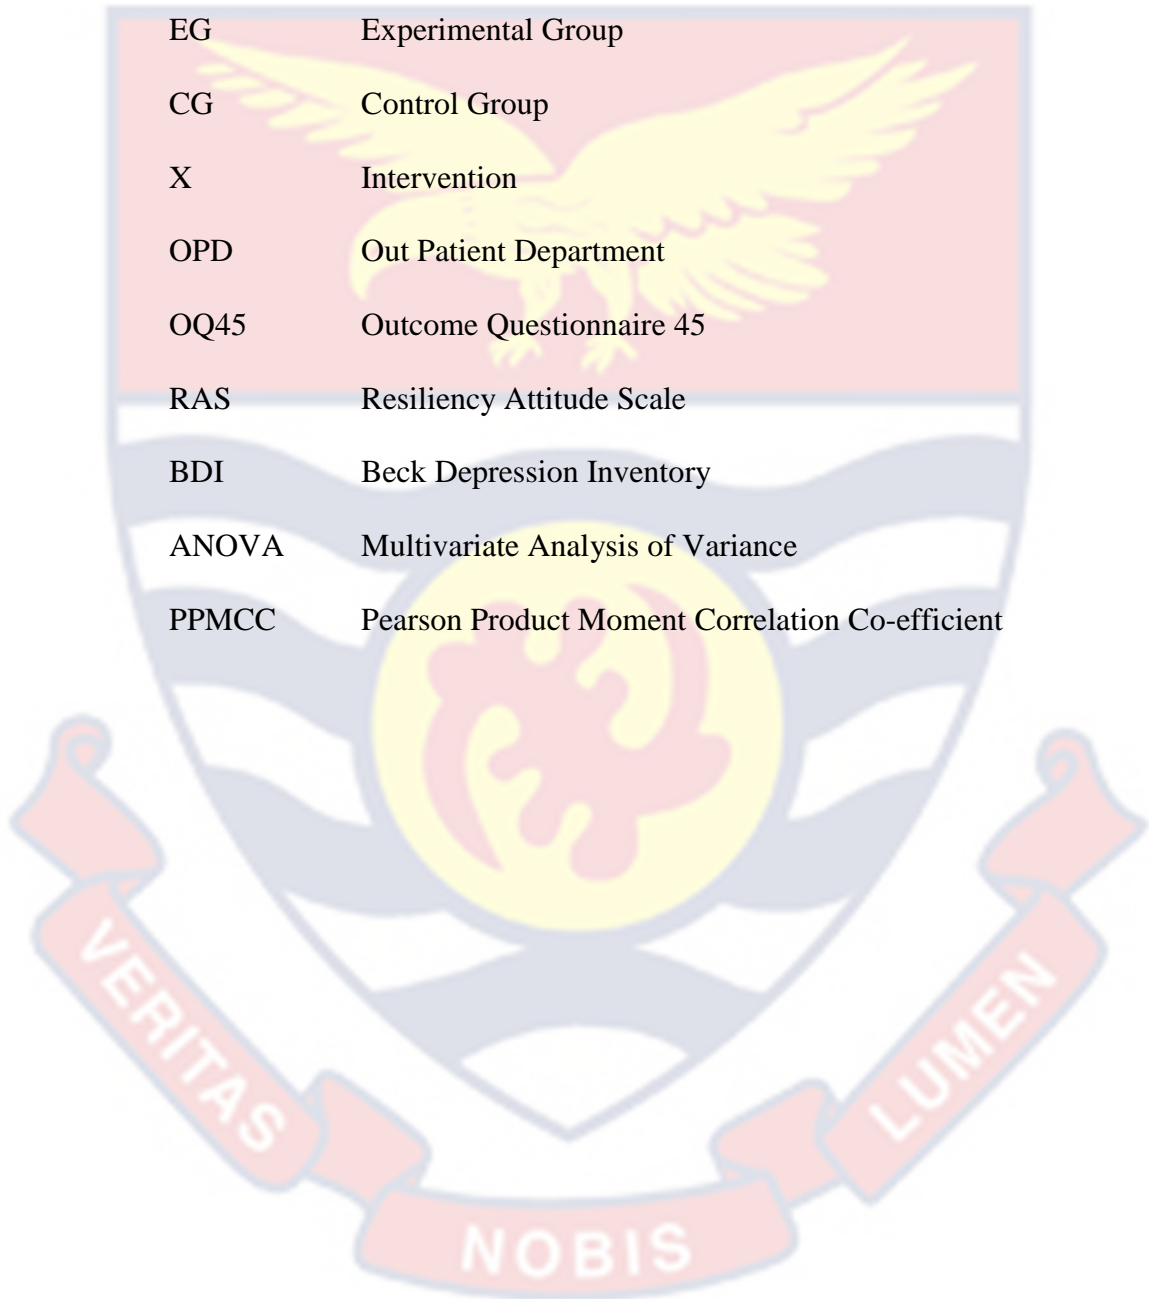 EG Experimental Group
CG Control Group
X Intervention
OPD Out Patient Department
OQ45 Outcome Questionnaire 45
RAS Resiliency Attitude Scale
BDI Beck Depression Inventory
ANOVA Multivariate Analysis of Variance
PPMCC Pearson Product Moment Correlation Co-efficient
VERITAS NOBIS LUMEN